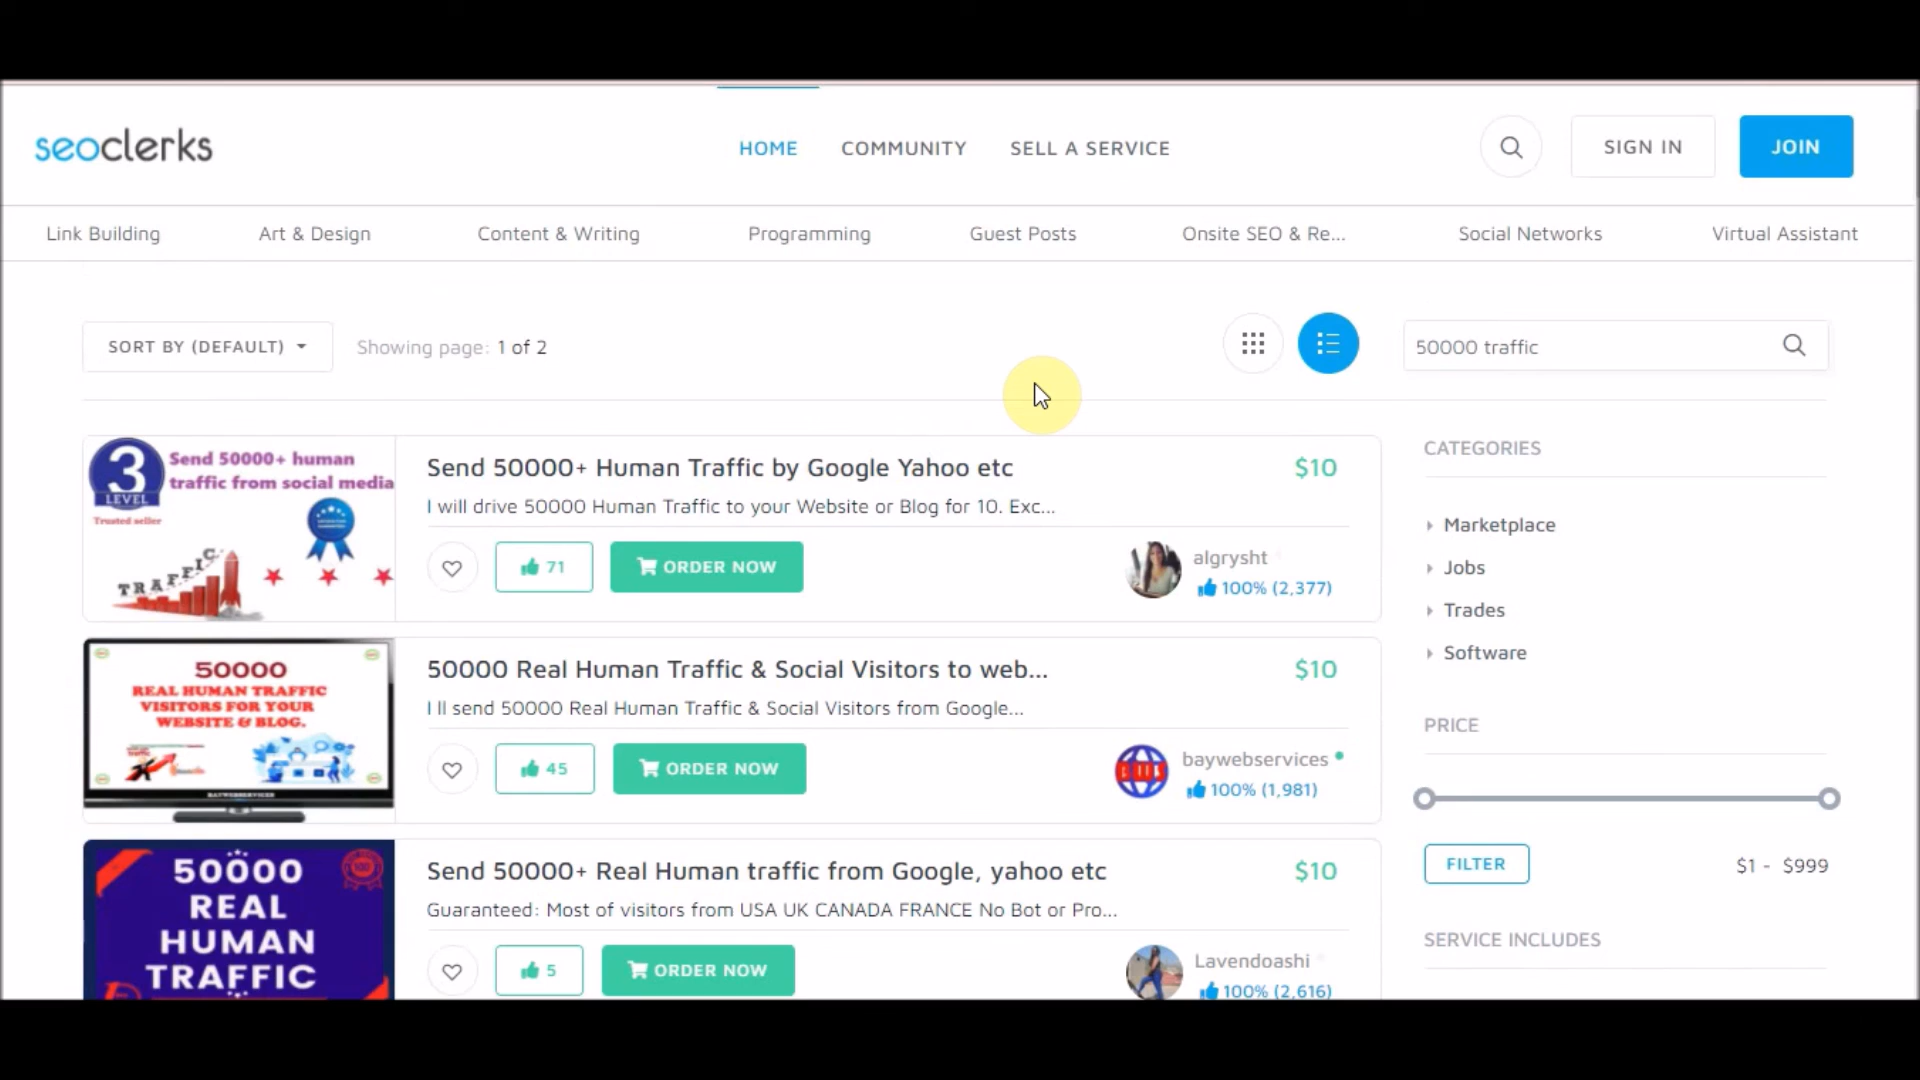 seoclerks
HOME
COMMUNITY
SELL A SERVICE
SIGN IN
JOIN
Link Building
Art & Design
Content & Writing
Programming
Guest Posts
Onsite SEO & Re...
Social Networks
Virtual Assistant
SORT BY (DEFAULT)
Showing page: 1 of 2
50000 traffic
3
LEVEL
Trusted seller
Send 50000+ human
traffic from social media
TRAFFIC
Send 50000+ Human Traffic by Google Yahoo etc
$10
I will drive 50000 Human Traffic to your Website or Blog for 10. Exc...
71
ORDER NOW
algrysht
100% (2,377)
50000
REAL HUMAN TRAFFIC
VISITORS FOR YOUR
WEBSITE & BLOG.
BAYWEBSERVICES
50000 Real Human Traffic & Social Visitors to web...
$10
I ll send 50000 Real Human Traffic & Social Visitors from Google...
45
ORDER NOW
baywebservices
100% (1,981)
50000
REAL
HUMAN
TRAFFIC
Send 50000+ Real Human traffic from Google, yahoo etc
$10
Guaranteed: Most of visitors from USA UK CANADA FRANCE No Bot or Pro...
5
ORDER NOW
Lavendoashi
100% (2,616)
CATEGORIES
Marketplace
Jobs
Trades
Software
PRICE
FILTER
$1 - $999
SERVICE INCLUDES